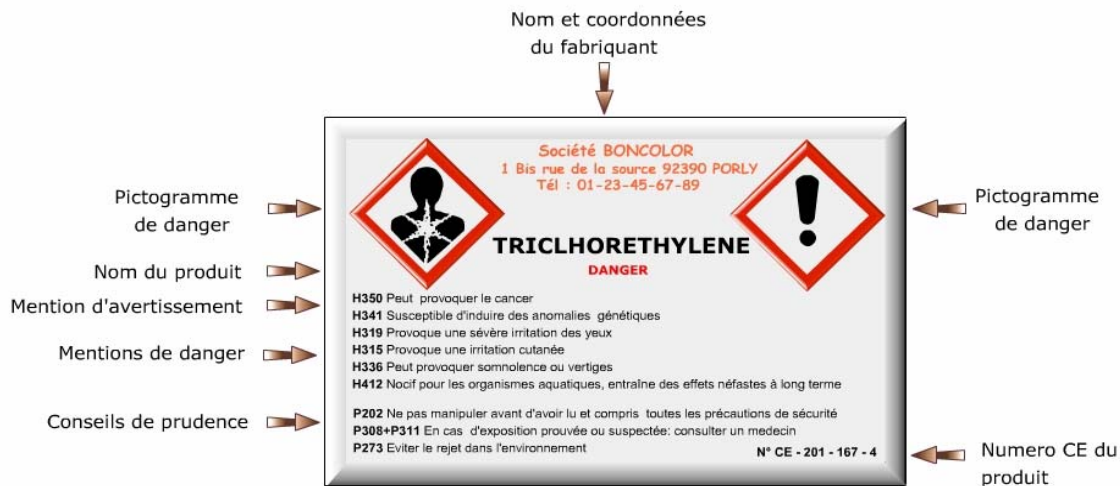 Nom et coordonnées
du fabriquant
Société BONCOLOR
1 Bis rue de la source 92390 PORLY
Tél : 01-23-45-67-89
Pictogramme
de danger
Pictogramme
de danger
TRICLHORETHYLENE
DANGER
Nom du produit
Mention d'avertissement
H350 Peut provoquer le cancer
H341 Susceptible d'induire des anomalies génétiques
H319 Provoque une sévère irritation des yeux
Mentions de danger
H315 Provoque une irritation cutanée
H336 Peut provoquer somnolence ou vertiges
H412 Nocif pour les organismes aquatiques, entraîne des effets néfastes à long terme
Conseils de prudence
P202 Ne pas manipuler avant d'avoir lu et compris toutes les précautions de sécurité
P308+P311 En cas d'exposition prouvée ou suspectée: consulter un medecin
P273 Eviter le rejet dans l'environnement
N° CE - 201 - 167 - 4
Numero CE du
produit